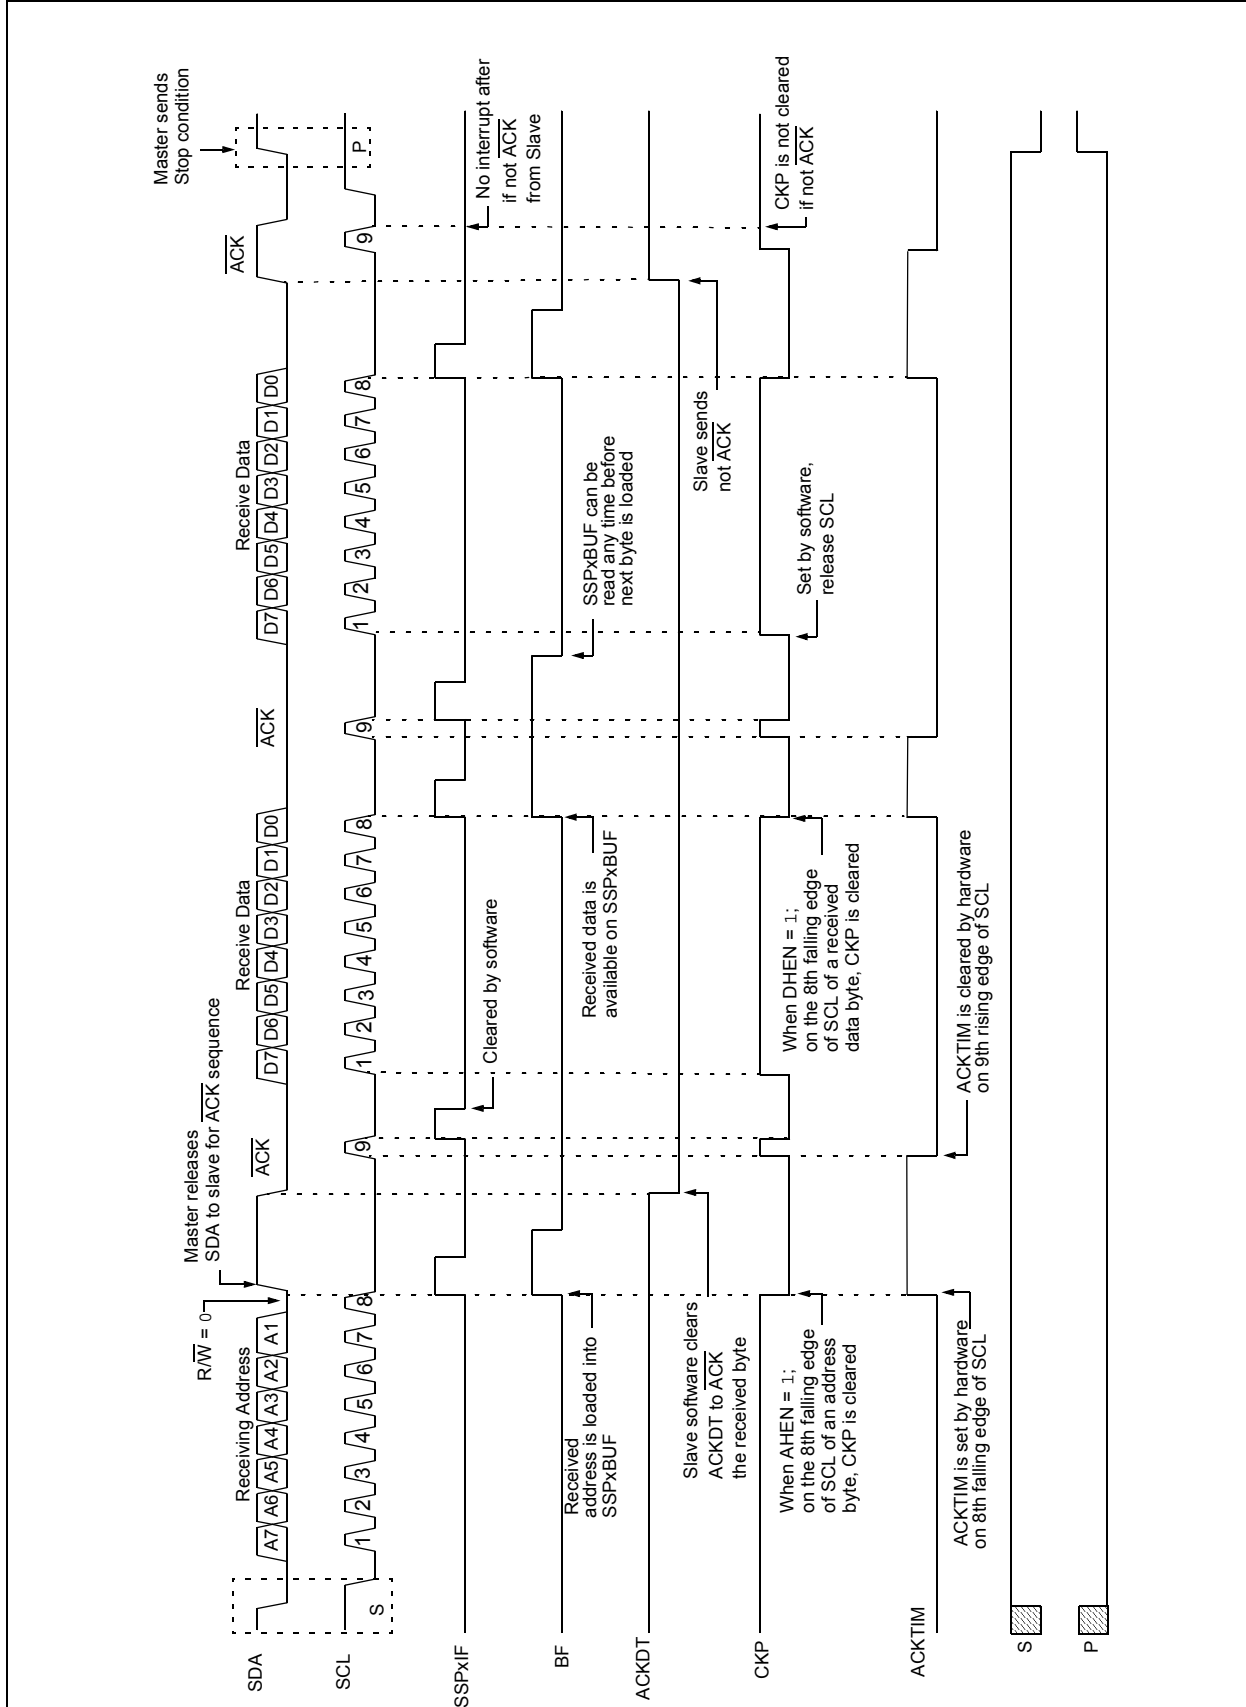 Master sends
Stop condition
Master releases
SDA to slave for ACK sequence
R/W = 0
Receiving Address
ACK
Receive Data
ACK
Receive Data
ACK
SDA
A7 A6 A5 A4 A3 A2 A1
D7 D6 D5 D4 D3 D2 D1 D0
D7 D6 D5 D4 D3 D2 D1 D0
SCL
S
1 2 3 4 5 6 7 8 9
1 2 3 4 5 6 7 8 9
1 2 3 4 5 6 7 8 9
P
SSPxIF
Cleared by software
No interrupt after
if not ACK
from Slave
BF
Received
address is loaded into
SSPxBUF
Received data is
available on SSPxBUF
SSPxBUF can be
read any time before
next byte is loaded
ACKDT
Slave software clears
ACKDT to ACK
the received byte
Slave sends
not ACK
CKP
When AHEN = 1;
on the 8th falling edge
of SCL of an address
byte, CKP is cleared
When DHEN = 1;
on the 8th falling edge
of SCL of a received
data byte, CKP is cleared
Set by software,
release SCL
CKP is not cleared
if not ACK
ACKTIM
ACKTIM is set by hardware
on 8th falling edge of SCL
ACKTIM is cleared by hardware
on 9th rising edge of SCL
S
P